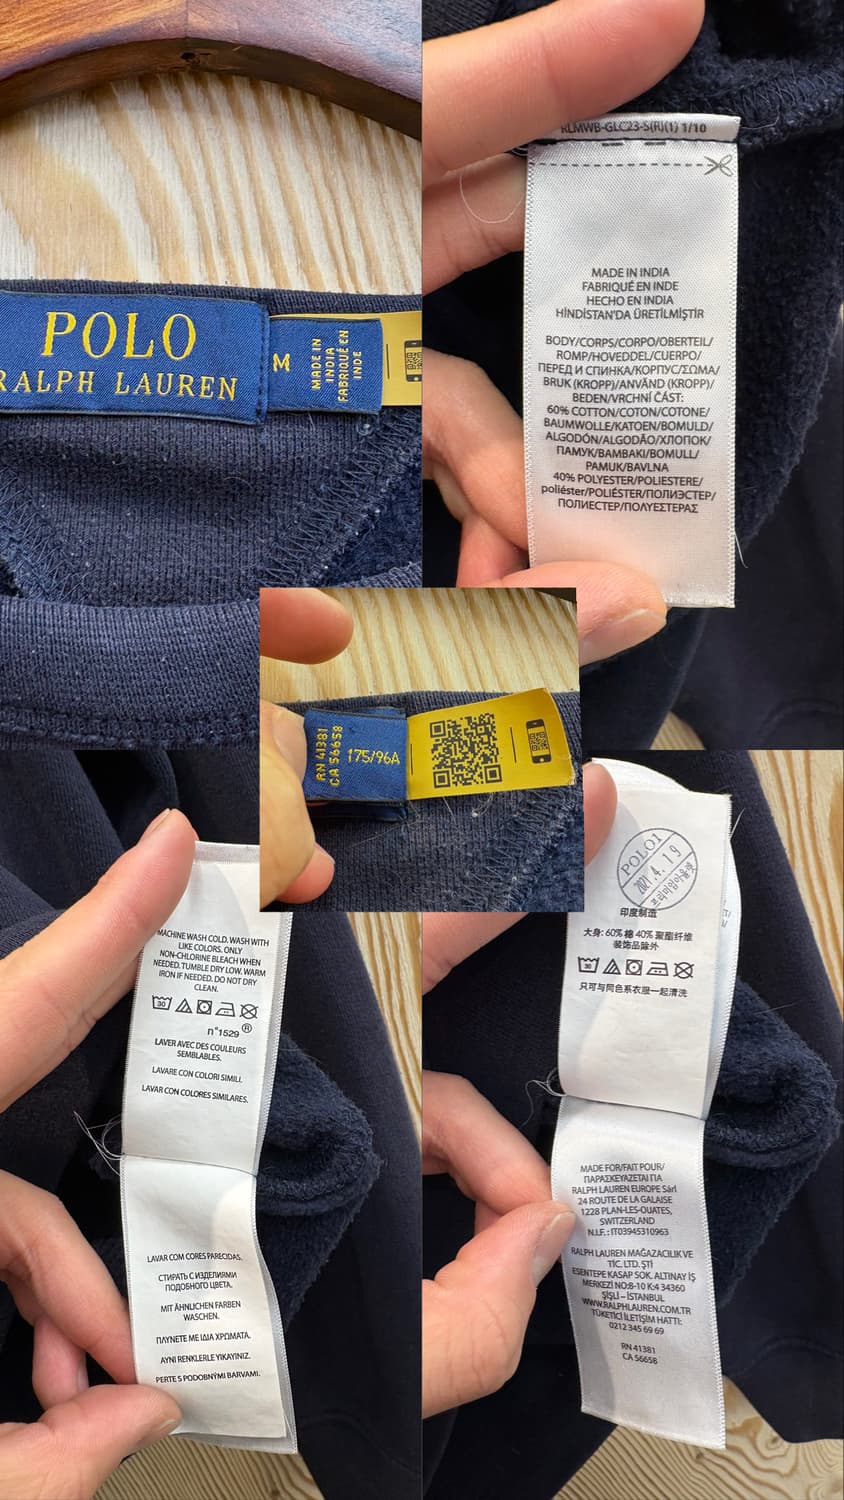 POLO
RALPH LAUREN
M
MADE IN
INDIA
FABRIQUÉ EN
INDE
RLMWB-GLC23-S(R)(1) 1/10
MADE IN INDIA
FABRIQUÉ EN INDE
HECHO EN INDIA
HİNDİSTAN'DA ÜRETİLMİŞTİR
BODY/CORPS/CORPO/OBERTEIL/
ROMP/HOVEDDEL/CUERPO/
ПЕРЕД И СПИНКА/КОРПУС/ΣΩΜΑ/
BRUK (KROPP)/ANVÄND (KROPP)/
BEDEN/VRCHNÍ ČÁST:
60% COTTON/COTON/COTONE/
BAUMWOLLE/KATOEN/BOMULD/
ALGODÓN/ALGODÃO/ХЛОПОК/
ПАМУК/ΒΑΜΒΑΚΙ/BOMULL/
PAMUK/BAVLNA
40% POLYESTER/POLIESTERE/
poliéster/POLIÉSTER/ПОЛИЭСТЕР/
ПОЛИЕСТЕР/ΠΟΛΥΕΣΤΕΡΑΣ
RN 41381
CA 56658
175/96A
MACHINE WASH COLD. WASH WITH
LIKE COLORS. ONLY
NON-CHLORINE BLEACH WHEN
NEEDED. TUMBLE DRY LOW. WARM
IRON IF NEEDED. DO NOT DRY
CLEAN.
30
n°1529 ®
LAVER AVEC DES COULEURS
SEMBLABLES.
LAVARE CON COLORI SIMILI.
LAVAR CON COLORES SIMILARES.
LAVAR COM CORES PARECIDAS.
СТИРАТЬ С ИЗДЕЛИЯМИ
ПОДОБНОГО ЦВЕТА.
MIT ÄHNLICHEN FARBEN
WASCHEN.
ΠΛΥΝΕΤΕ ΜΕ ΙΔΙΑ ΧΡΩΜΑΤΑ.
AYNI RENKLERLE YIKAYINIZ.
PERTE S PODOBNÝMI BARVAMI.
POLO1
2021.4.19
프리미엄아울렛
印度制造
大身: 60% 棉 40% 聚酯纤维
装饰品除外
30
只可与同色系衣服一起清洗
MADE FOR/FAIT POUR/
ΠΑΡΑΣΚΕΥΑΖΕΤΑΙ ΓΙΑ
RALPH LAUREN EUROPE Sàrl
24 ROUTE DE LA GALAISE
1228 PLAN-LES-OUATES,
SWITZERLAND
N.I.F. : IT03945310963
RALPH LAUREN MAĞAZACILIK VE
TİC. LTD. ŞTİ
ESENTEPE KASAP SOK. ALTINAY İŞ
MERKEZİ NO:8-10 K:4 34360
ŞİŞLİ – İSTANBUL
WWW.RALPHLAUREN.COM.TR
TÜKETİCİ İLETİŞİM HATTI:
0212 345 69 69
RN 41381
CA 56658